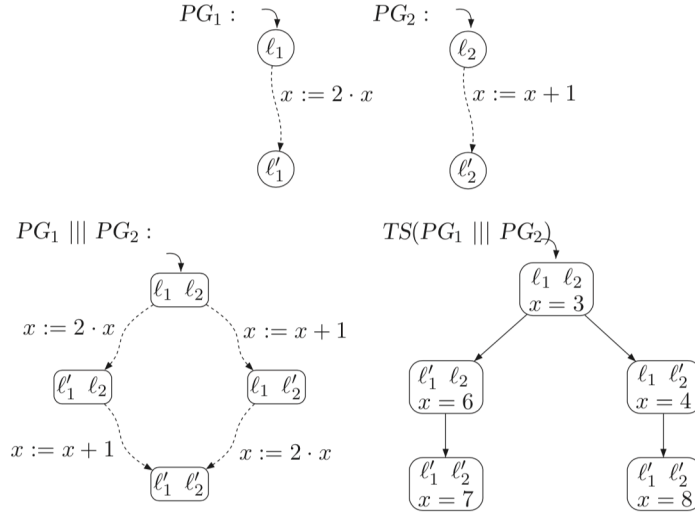 PG₁ : PG₂ :
ℓ₁ ℓ₂
x := 2 · x x := x + 1
ℓ′₁ ℓ′₂
PG₁ ||| PG₂ : TS(PG₁ ||| PG₂)
ℓ₁ ℓ₂
x := 2 · x x := x + 1
ℓ′₁ ℓ₂ ℓ₁ ℓ′₂
x := x + 1 x := 2 · x
ℓ′₁ ℓ′₂
ℓ₁ ℓ₂
x = 3
ℓ′₁ ℓ₂
x = 6
ℓ₁ ℓ′₂
x = 4
ℓ′₁ ℓ′₂
x = 7
ℓ′₁ ℓ′₂
x = 8